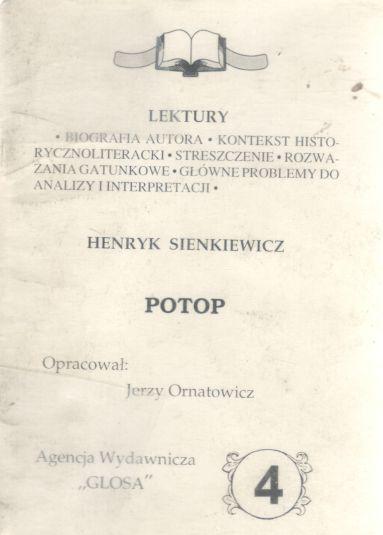 LEKTURY
• BIOGRAFIA AUTORA • KONTEKST HISTO-
RYCZNOLITERACKI • STRESZCZENIE • ROZWA-
ŻANIA GATUNKOWE • GŁÓWNE PROBLEMY DO
ANALIZY I INTERPRETACJI •
HENRYK SIENKIEWICZ
POTOP
Opracował:
Jerzy Ornatowicz
Agencja Wydawnicza
„GLOSA”
4